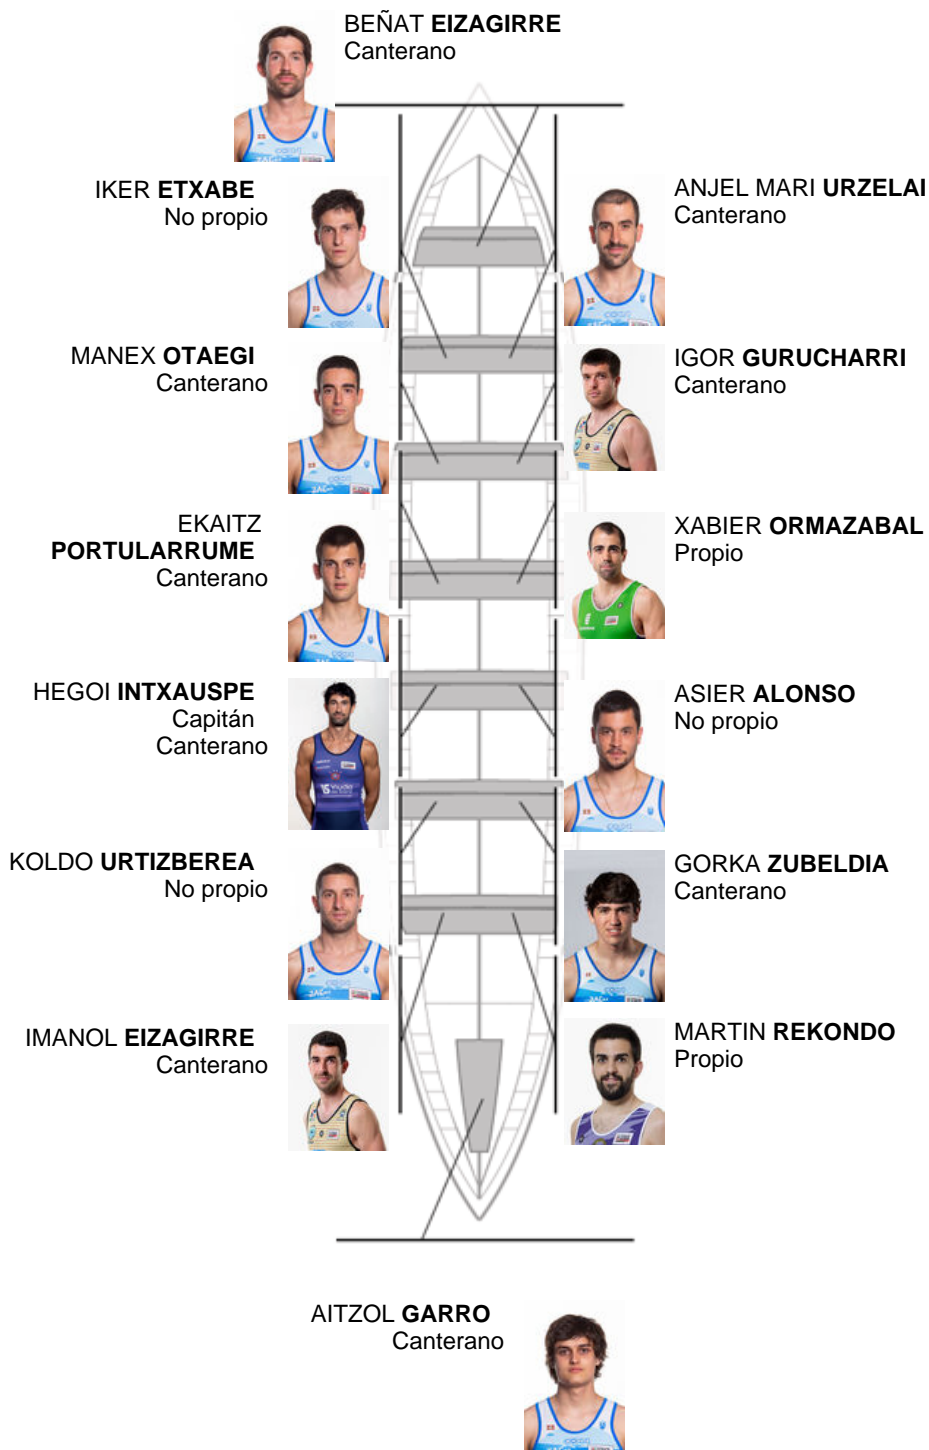 BEÑAT EIZAGIRRE
Canterano
IKER ETXABE
No propio
ANJEL MARI URZELAI
Canterano
MANEX OTAEGI
Canterano
IGOR GURUCHARRI
Canterano
EKAITZ
PORTULARRUME
Canterano
XABIER ORMAZABAL
Propio
HEGOI INTXAUSPE
Capitán
Canterano
ASIER ALONSO
No propio
KOLDO URTIZBEREA
No propio
GORKA ZUBELDIA
Canterano
IMANOL EIZAGIRRE
Canterano
MARTIN REKONDO
Propio
AITZOL GARRO
Canterano